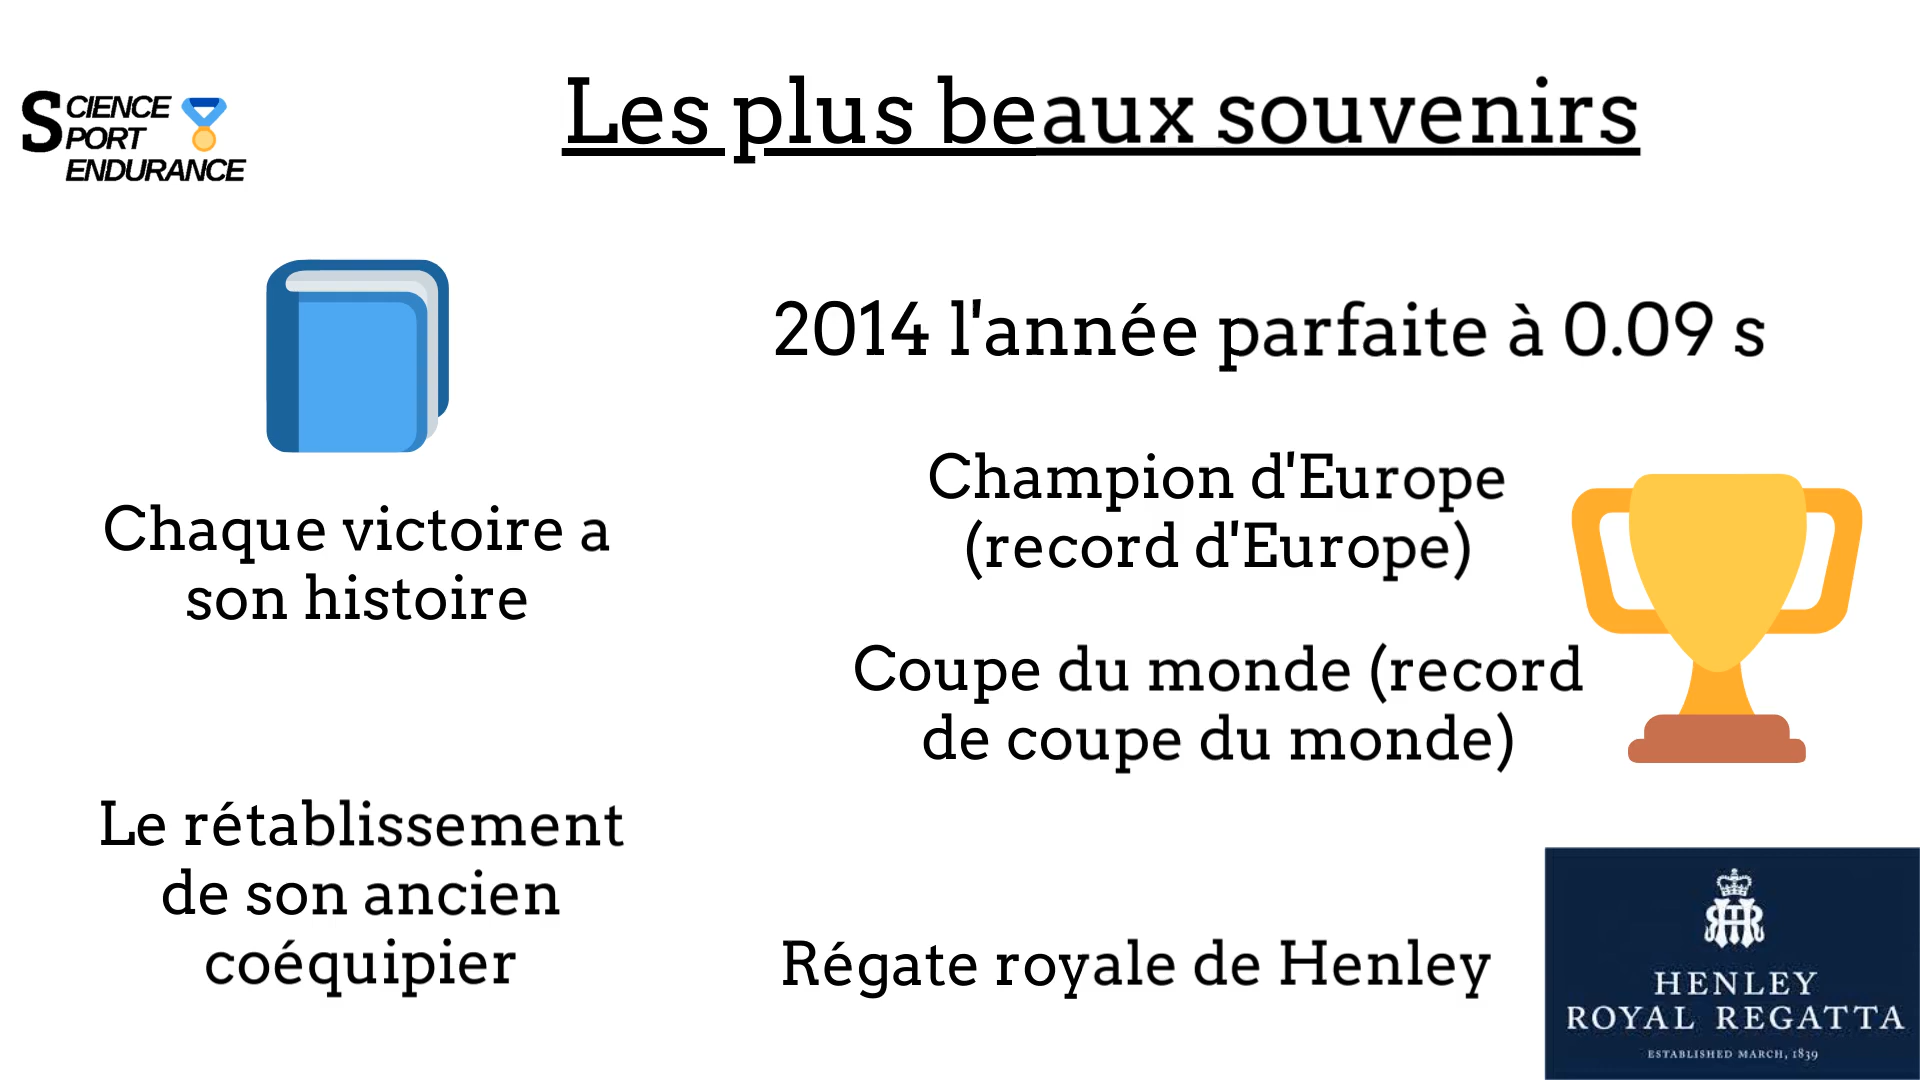 SCIENCE
SPORT
ENDURANCE
Les plus beaux souvenirs
Chaque victoire a
son histoire
Le rétablissement
de son ancien
coéquipier
2014 l'année parfaite à 0.09 s
Champion d'Europe
(record d'Europe)
Coupe du monde (record
de coupe du monde)
Régate royale de Henley
HENLEY
ROYAL REGATTA
ESTABLISHED MARCH, 1839